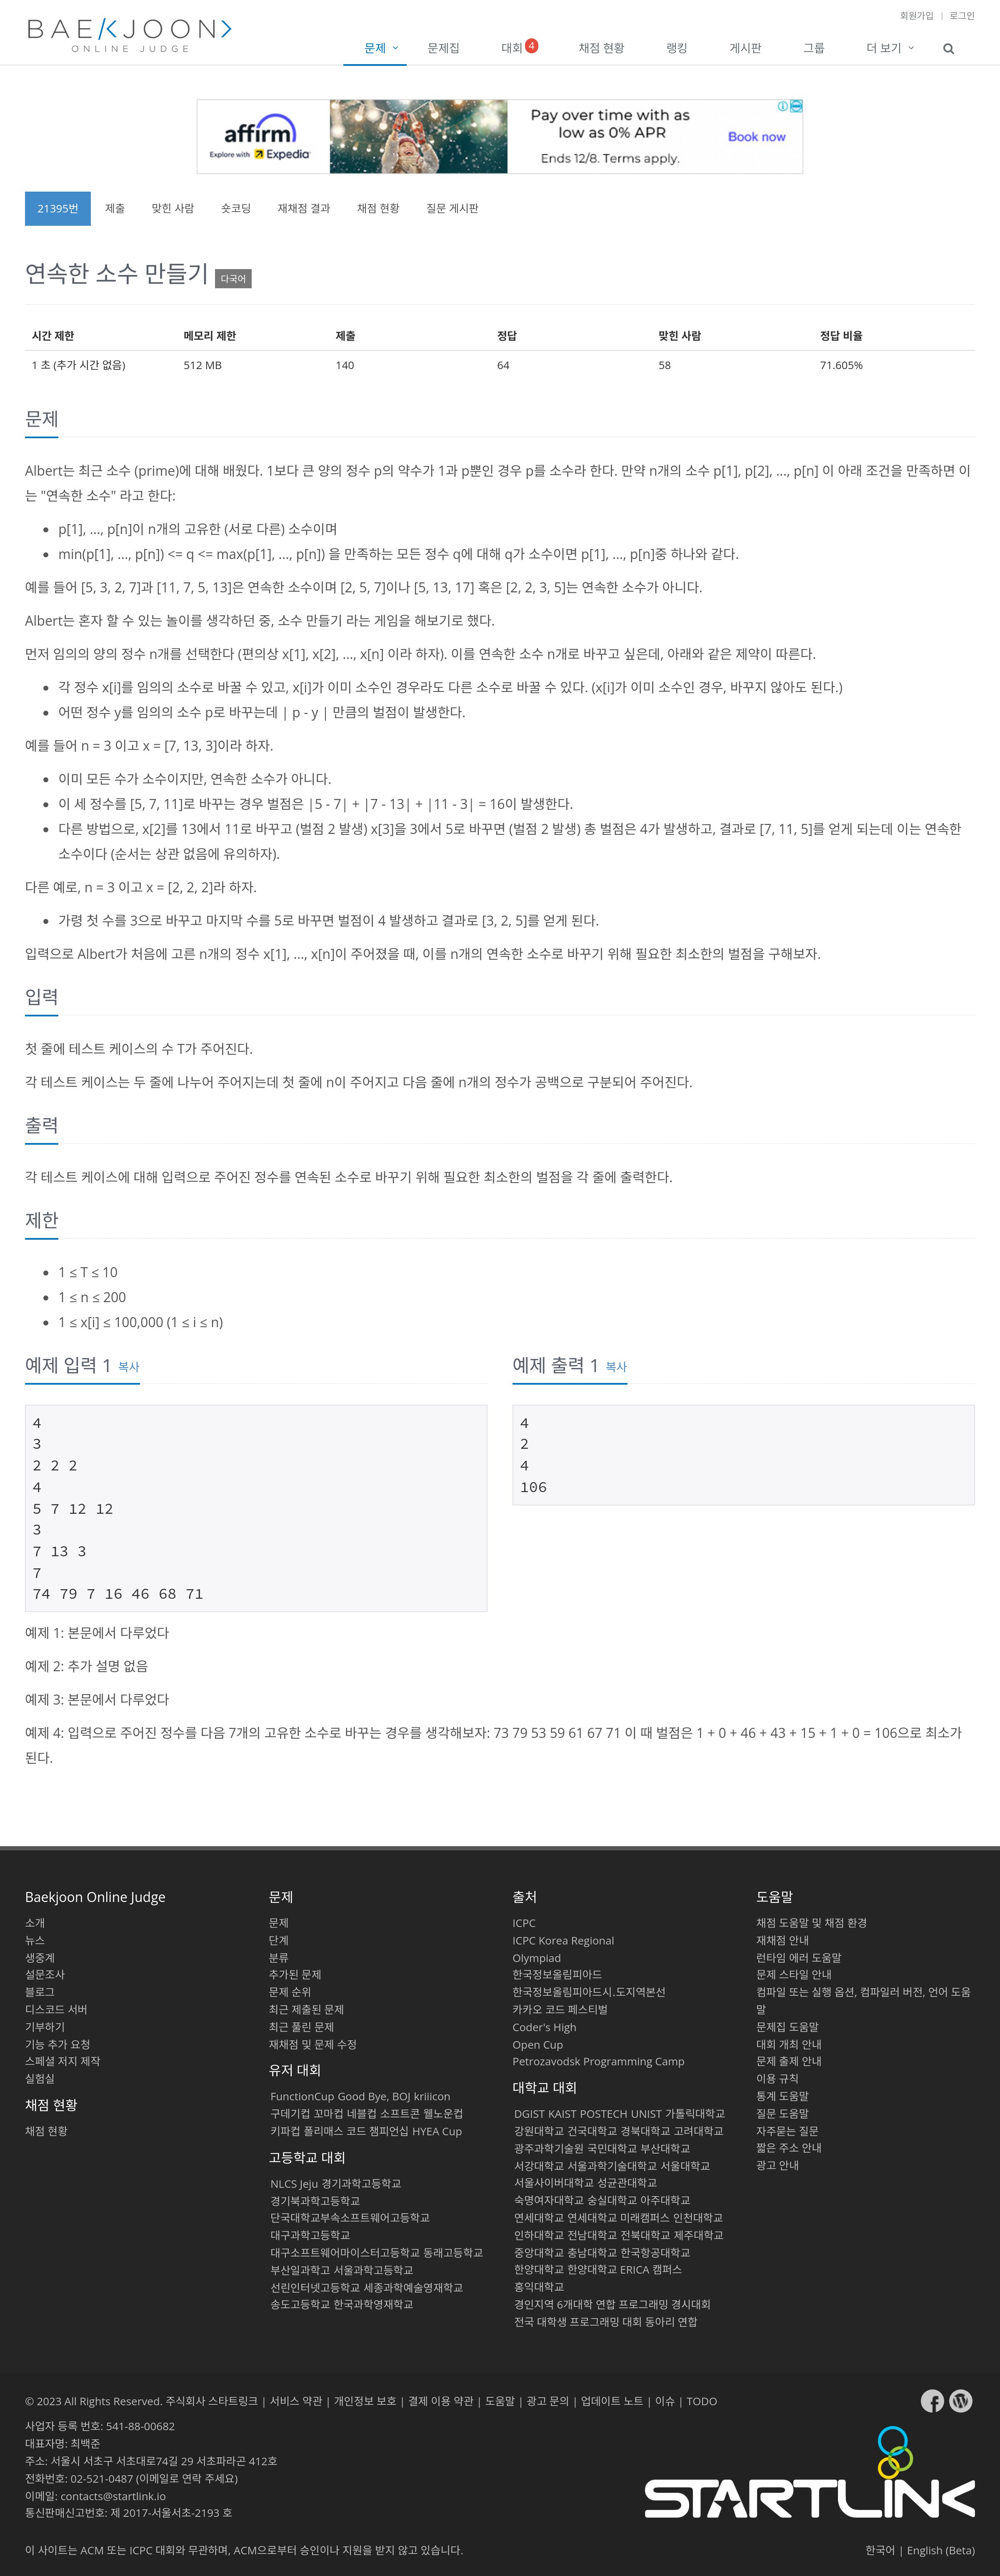 회원가입 | 로그인
BAEKJOON
ONLINE JUDGE
문제 문제집 대회 4 채점 현황 랭킹 게시판 그룹 더 보기
affirm
Explore with Expedia
Pay over time with as
low as 0% APR
Ends 12/8. Terms apply.
Book now
21395번 제출 맞힌 사람 숏코딩 재채점 결과 채점 현황 질문 게시판
연속한 소수 만들기 다국어
시간 제한 메모리 제한 제출 정답 맞힌 사람 정답 비율
1 초 (추가 시간 없음) 512 MB 140 64 58 71.605%
문제
Albert는 최근 소수 (prime)에 대해 배웠다. 1보다 큰 양의 정수 p의 약수가 1과 p뿐인 경우 p를 소수라 한다. 만약 n개의 소수 p[1], p[2], ..., p[n] 이 아래 조건을 만족하면 이
는 "연속한 소수" 라고 한다:
• p[1], ..., p[n]이 n개의 고유한 (서로 다른) 소수이며
• min(p[1], ..., p[n]) <= q <= max(p[1], ..., p[n]) 을 만족하는 모든 정수 q에 대해 q가 소수이면 p[1], ..., p[n]중 하나와 같다.
예를 들어 [5, 3, 2, 7]과 [11, 7, 5, 13]은 연속한 소수이며 [2, 5, 7]이나 [5, 13, 17] 혹은 [2, 2, 3, 5]는 연속한 소수가 아니다.
Albert는 혼자 할 수 있는 놀이를 생각하던 중, 소수 만들기 라는 게임을 해보기로 했다.
먼저 임의의 양의 정수 n개를 선택한다 (편의상 x[1], x[2], ..., x[n] 이라 하자). 이를 연속한 소수 n개로 바꾸고 싶은데, 아래와 같은 제약이 따른다.
• 각 정수 x[i]를 임의의 소수로 바꿀 수 있고, x[i]가 이미 소수인 경우라도 다른 소수로 바꿀 수 있다. (x[i]가 이미 소수인 경우, 바꾸지 않아도 된다.)
• 어떤 정수 y를 임의의 소수 p로 바꾸는데 | p - y | 만큼의 벌점이 발생한다.
예를 들어 n = 3 이고 x = [7, 13, 3]이라 하자.
• 이미 모든 수가 소수이지만, 연속한 소수가 아니다.
• 이 세 정수를 [5, 7, 11]로 바꾸는 경우 벌점은 |5 - 7| + |7 - 13| + |11 - 3| = 16이 발생한다.
• 다른 방법으로, x[2]를 13에서 11로 바꾸고 (벌점 2 발생) x[3]을 3에서 5로 바꾸면 (벌점 2 발생) 총 벌점은 4가 발생하고, 결과로 [7, 11, 5]를 얻게 되는데 이는 연속한
소수이다 (순서는 상관 없음에 유의하자).
다른 예로, n = 3 이고 x = [2, 2, 2]라 하자.
• 가령 첫 수를 3으로 바꾸고 마지막 수를 5로 바꾸면 벌점이 4 발생하고 결과로 [3, 2, 5]를 얻게 된다.
입력으로 Albert가 처음에 고른 n개의 정수 x[1], ..., x[n]이 주어졌을 때, 이를 n개의 연속한 소수로 바꾸기 위해 필요한 최소한의 벌점을 구해보자.
입력
첫 줄에 테스트 케이스의 수 T가 주어진다.
각 테스트 케이스는 두 줄에 나누어 주어지는데 첫 줄에 n이 주어지고 다음 줄에 n개의 정수가 공백으로 구분되어 주어진다.
출력
각 테스트 케이스에 대해 입력으로 주어진 정수를 연속된 소수로 바꾸기 위해 필요한 최소한의 벌점을 각 줄에 출력한다.
제한
• 1 ≤ T ≤ 10
• 1 ≤ n ≤ 200
• 1 ≤ x[i] ≤ 100,000 (1 ≤ i ≤ n)
예제 입력 1 복사
4
3
2 2 2
4
5 7 12 12
3
7 13 3
7
74 79 7 16 46 68 71
예제 출력 1 복사
4
2
4
106
예제 1: 본문에서 다루었다
예제 2: 추가 설명 없음
예제 3: 본문에서 다루었다
예제 4: 입력으로 주어진 정수를 다음 7개의 고유한 소수로 바꾸는 경우를 생각해보자: 73 79 53 59 61 67 71 이 때 벌점은 1 + 0 + 46 + 43 + 15 + 1 + 0 = 106으로 최소가
된다.
Baekjoon Online Judge
소개
뉴스
생중계
설문조사
블로그
디스코드 서버
기부하기
기능 추가 요청
스페셜 저지 제작
실험실
채점 현황
채점 현황
문제
문제
단계
분류
추가된 문제
문제 순위
최근 제출된 문제
최근 풀린 문제
재채점 및 문제 수정
유저 대회
FunctionCup Good Bye, BOJ kriiicon
구데기컵 꼬마컵 네블컵 소프트콘 웰노운컵
키파컵 폴리매스 코드 챔피언십 HYEA Cup
고등학교 대회
NLCS Jeju 경기과학고등학교
경기북과학고등학교
단국대학교부속소프트웨어고등학교
대구과학고등학교
대구소프트웨어마이스터고등학교 동래고등학교
부산일과학고 서울과학고등학교
선린인터넷고등학교 세종과학예술영재학교
송도고등학교 한국과학영재학교
출처
ICPC
ICPC Korea Regional
Olympiad
한국정보올림피아드
한국정보올림피아드시.도지역본선
카카오 코드 페스티벌
Coder's High
Open Cup
Petrozavodsk Programming Camp
대학교 대회
DGIST KAIST POSTECH UNIST 가톨릭대학교
강원대학교 건국대학교 경북대학교 고려대학교
광주과학기술원 국민대학교 부산대학교
서강대학교 서울과학기술대학교 서울대학교
서울사이버대학교 성균관대학교
숙명여자대학교 숭실대학교 아주대학교
연세대학교 연세대학교 미래캠퍼스 인천대학교
인하대학교 전남대학교 전북대학교 제주대학교
중앙대학교 충남대학교 한국항공대학교
한양대학교 한양대학교 ERICA 캠퍼스
홍익대학교
경인지역 6개대학 연합 프로그래밍 경시대회
전국 대학생 프로그래밍 대회 동아리 연합
도움말
채점 도움말 및 채점 환경
재채점 안내
런타임 에러 도움말
문제 스타일 안내
컴파일 또는 실행 옵션, 컴파일러 버전, 언어 도움
말
문제집 도움말
대회 개최 안내
문제 출제 안내
이용 규칙
통계 도움말
질문 도움말
자주묻는 질문
짧은 주소 안내
광고 안내
© 2023 All Rights Reserved. 주식회사 스타트링크 | 서비스 약관 | 개인정보 보호 | 결제 이용 약관 | 도움말 | 광고 문의 | 업데이트 노트 | 이슈 | TODO
사업자 등록 번호: 541-88-00682
대표자명: 최백준
주소: 서울시 서초구 서초대로74길 29 서초파라곤 412호
전화번호: 02-521-0487 (이메일로 연락 주세요)
이메일: contacts@startlink.io
통신판매신고번호: 제 2017-서울서초-2193 호
STARTLINK
이 사이트는 ACM 또는 ICPC 대회와 무관하며, ACM으로부터 승인이나 지원을 받지 않고 있습니다.
한국어 | English (Beta)